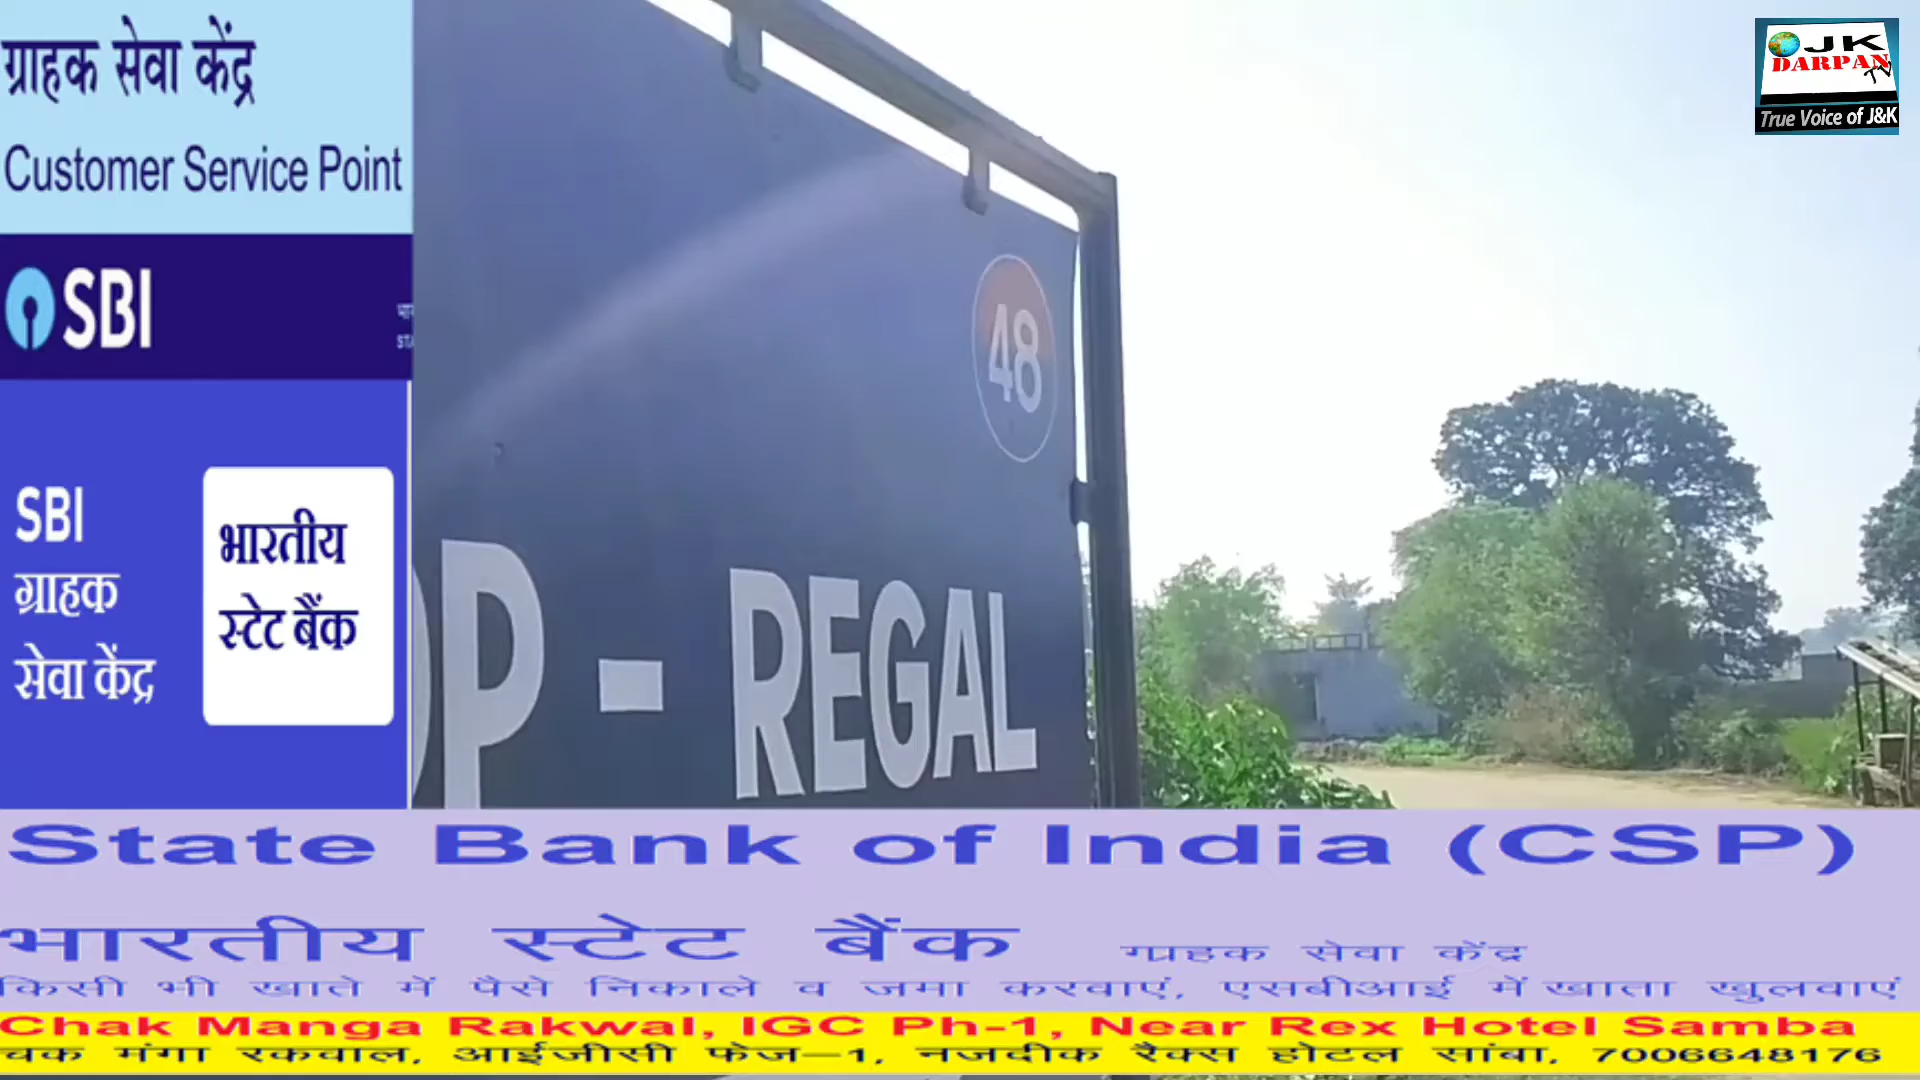 ग्राहक सेवा केंद्र
Customer Service Point
SBI
SBI
ग्राहक
सेवा केंद्र
भारतीय
स्टेट बैंक
JK
DARPAN
TV
True Voice of J&K
48
P - REGAL
State Bank of India (CSP)
भारतीय स्टेट बैंक ग्राहक सेवा केंद्र
किसी भी खाते में पैसे निकाले व जमा करवाएं, एसबीआई में खाता खुलवाएं
Chak Manga Rakwal, IGC Ph-1, Near Rex Hotel Samba
चक मंगा रकवाल, आईजीसी फेज–1, नजदीक रैक्स होटल सांबा, 7006648176